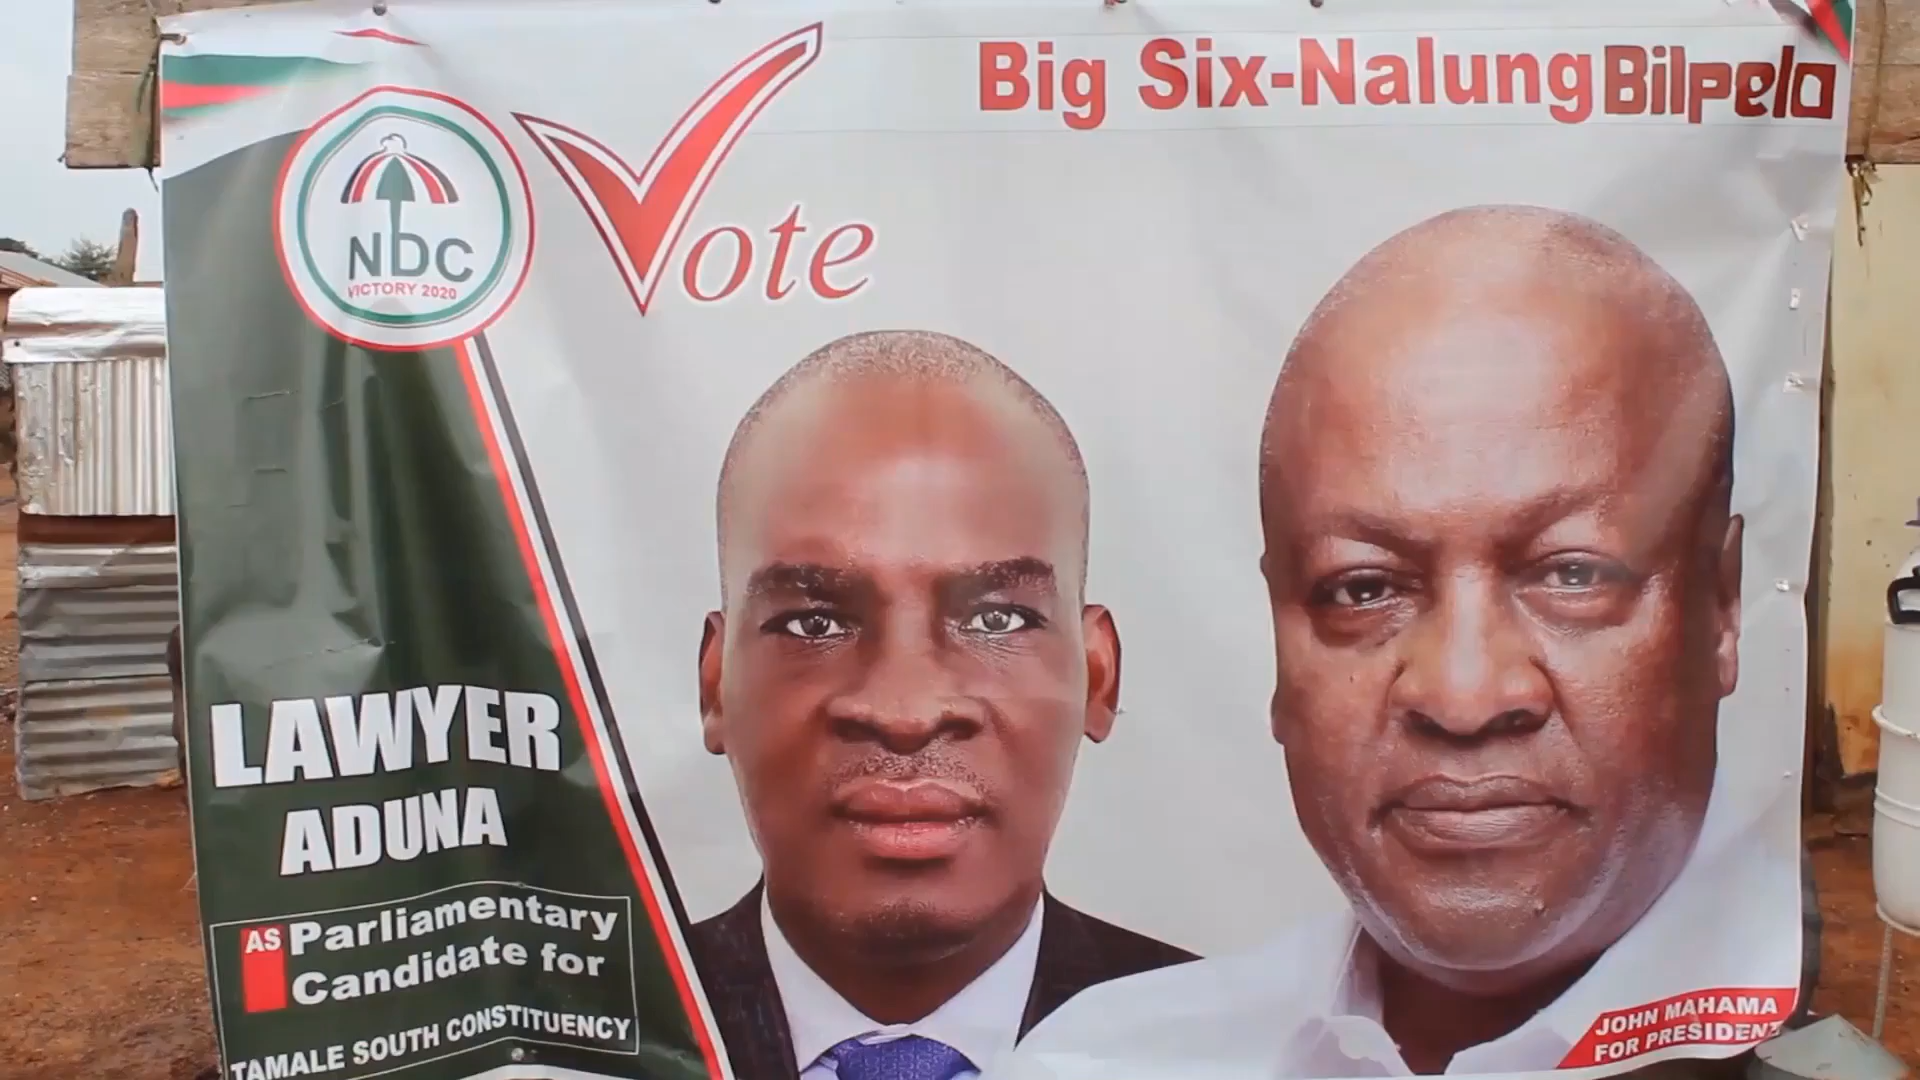 Big Six-Nalung Bilpela
Vote
NDC
VICTORY 2020
LAWYER
ADUNA
AS Parliamentary
Candidate for
TAMALE SOUTH CONSTITUENCY
JOHN MAHAMA
FOR PRESIDENT